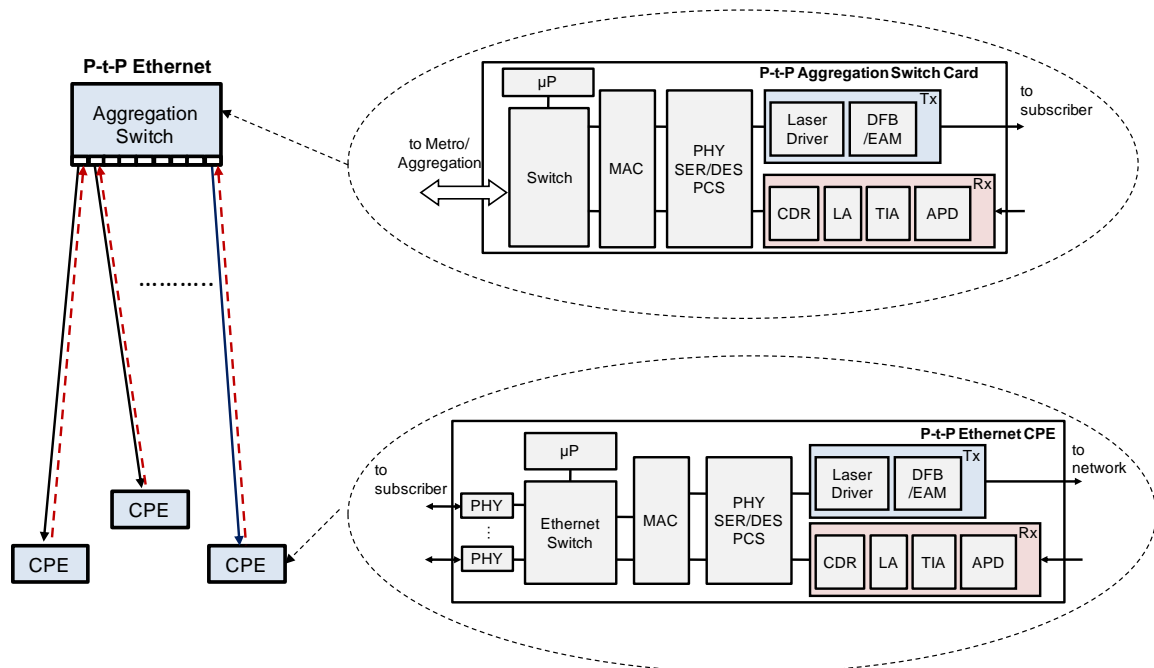 P-t-P Ethernet
Aggregation
Switch
...........
CPE
CPE
CPE
P-t-P Aggregation Switch Card
µP
to Metro/
Aggregation
Switch
MAC
PHY
SER/DES
PCS
Tx
Laser
Driver
DFB
/EAM
to
subscriber
Rx
CDR
LA
TIA
APD
P-t-P Ethernet CPE
µP
to
subscriber
PHY
...
PHY
Ethernet
Switch
MAC
PHY
SER/DES
PCS
Tx
Laser
Driver
DFB
/EAM
to
network
Rx
CDR
LA
TIA
APD